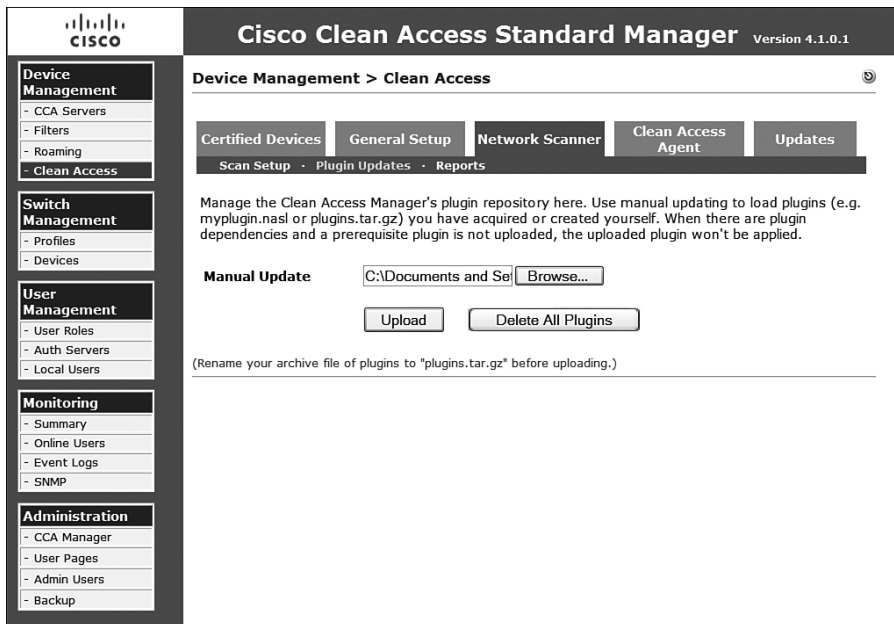 CISCO
Cisco Clean Access Standard Manager Version 4.1.0.1
Device
Management
- CCA Servers
- Filters
- Roaming
- Clean Access
Switch
Management
- Profiles
- Devices
User
Management
- User Roles
- Auth Servers
- Local Users
Monitoring
- Summary
- Online Users
- Event Logs
- SNMP
Administration
- CCA Manager
- User Pages
- Admin Users
- Backup
Device Management > Clean Access
Certified Devices General Setup Network Scanner Clean Access Agent Updates
Scan Setup · Plugin Updates · Reports
Manage the Clean Access Manager's plugin repository here. Use manual updating to load plugins (e.g.
myplugin.nasl or plugins.tar.gz) you have acquired or created yourself. When there are plugin
dependencies and a prerequisite plugin is not uploaded, the uploaded plugin won't be applied.
Manual Update C:\Documents and Set Browse...
Upload Delete All Plugins
(Rename your archive file of plugins to "plugins.tar.gz" before uploading.)